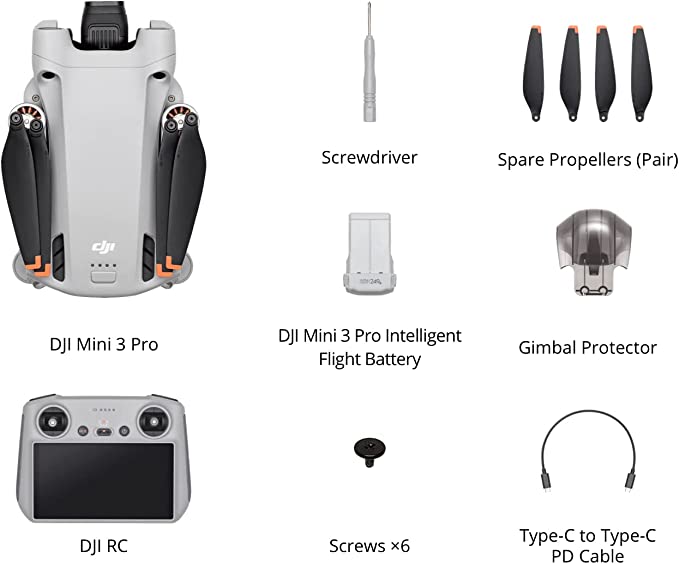 dji
Screwdriver
Spare Propellers (Pair)
DJI Mini 3 Pro
DJI Mini 3 Pro Intelligent
Flight Battery
Gimbal Protector
DJI RC
Screws ×6
Type-C to Type-C
PD Cable